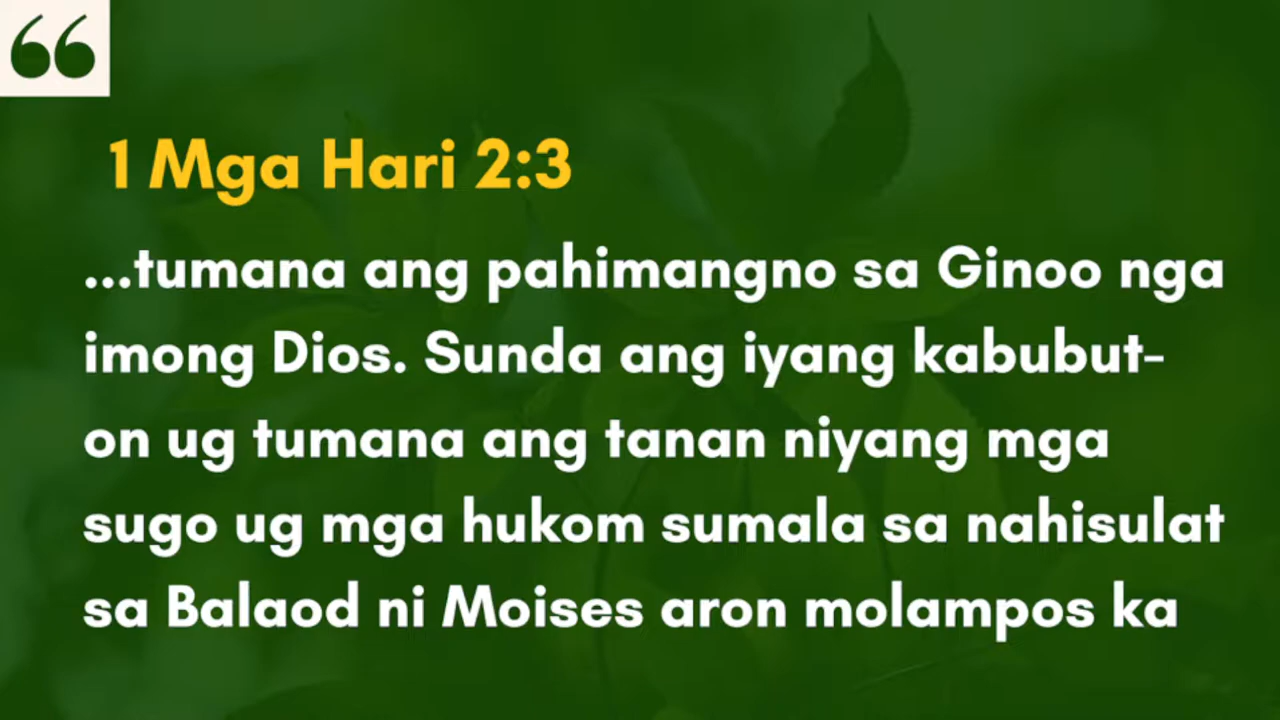 1 Mga Hari 2:3
...tumana ang pahimangno sa Ginoo nga
imong Dios. Sunda ang iyang kabubut-
on ug tumana ang tanan niyang mga
sugo ug mga hukom sumala sa nahisulat
sa Balaod ni Moises aron molampos ka